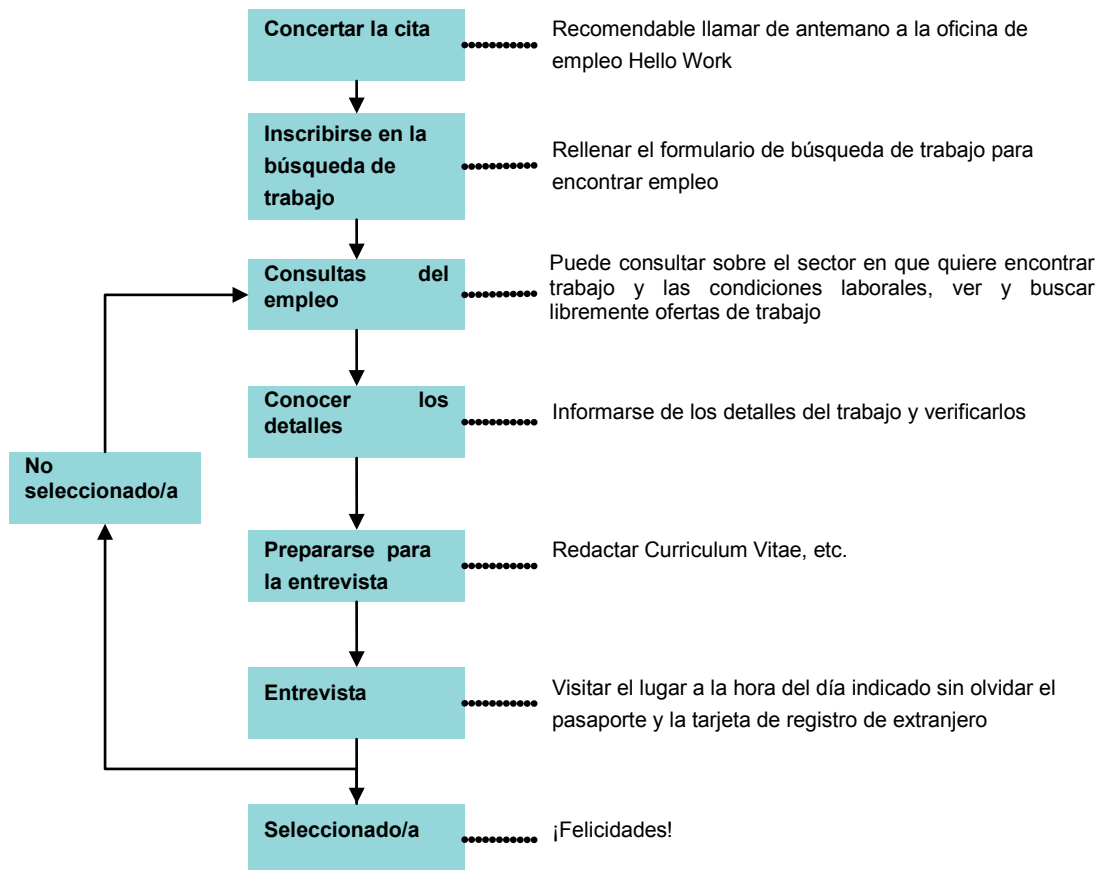 Concertar la cita
Recomendable llamar de antemano a la oficina de
empleo Hello Work
Inscribirse en la
búsqueda de
trabajo
Rellenar el formulario de búsqueda de trabajo para
encontrar empleo
Consultas del
empleo
Puede consultar sobre el sector en que quiere encontrar
trabajo y las condiciones laborales, ver y buscar
libremente ofertas de trabajo
Conocer los
detalles
Informarse de los detalles del trabajo y verificarlos
No
seleccionado/a
Prepararse para
la entrevista
Redactar Curriculum Vitae, etc.
Entrevista
Visitar el lugar a la hora del día indicado sin olvidar el
pasaporte y la tarjeta de registro de extranjero
Seleccionado/a
¡Felicidades!